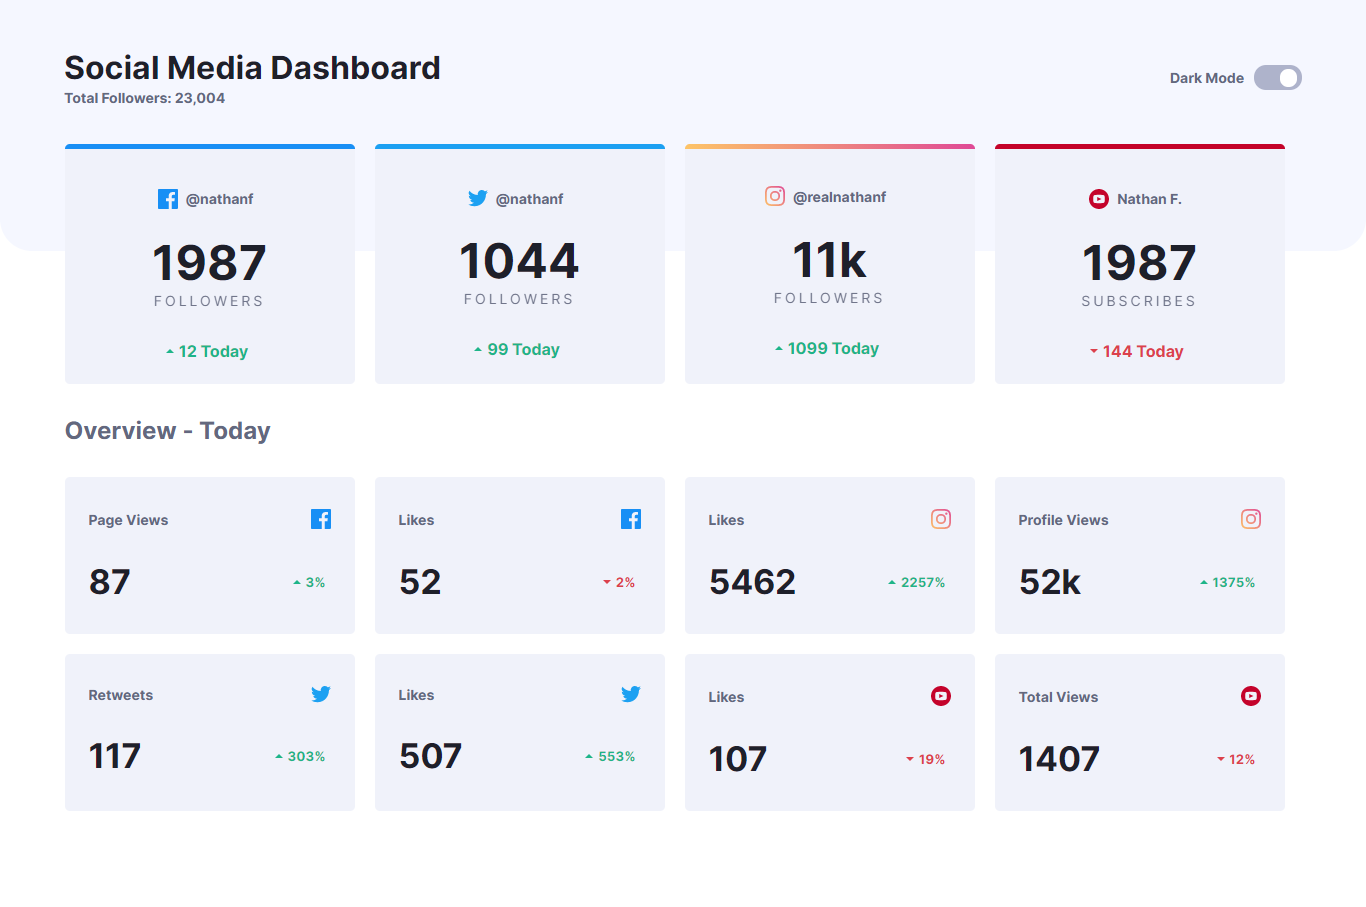 Social Media Dashboard
Total Followers: 23,004
Dark Mode
@nathanf
1987
FOLLOWERS
12 Today
@nathanf
1044
FOLLOWERS
99 Today
@realnathanf
11k
FOLLOWERS
1099 Today
Nathan F.
1987
SUBSCRIBES
144 Today
Overview - Today
Page Views
87
3%
Likes
52
2%
Likes
5462
2257%
Profile Views
52k
1375%
Retweets
117
303%
Likes
507
553%
Likes
107
19%
Total Views
1407
12%